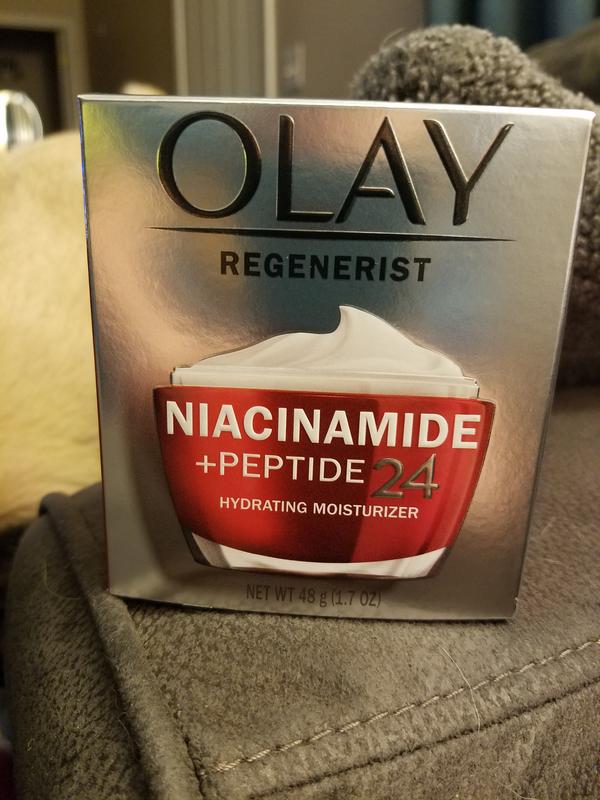 OLAY
REGENERIST
NIACINAMIDE
+PEPTIDE 24
HYDRATING MOISTURIZER
NET WT 48 g (1.7 OZ)